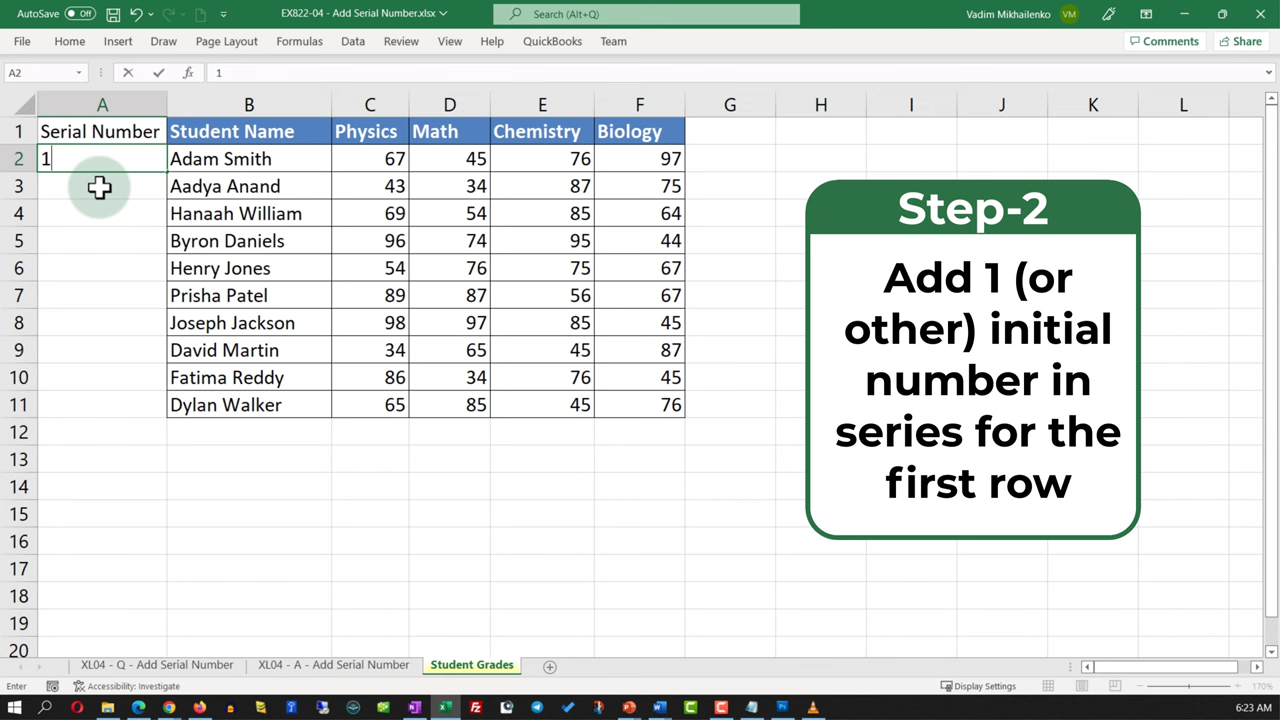 AutoSave Off EX822-04 - Add Serial Number.xlsx Search (Alt+Q) Vadim Mikhailenko VM
File Home Insert Draw Page Layout Formulas Data Review View Help QuickBooks Team Comments Share
A2 fx 1
A B C D E F G H I J K L
1 Serial Number Student Name Physics Math Chemistry Biology
2 1 Adam Smith 67 45 76 97
3 Aadya Anand 43 34 87 75
4 Hanaah William 69 54 85 64
5 Byron Daniels 96 74 95 44
6 Henry Jones 54 76 75 67
7 Prisha Patel 89 87 56 67
8 Joseph Jackson 98 97 85 45
9 David Martin 34 65 45 87
10 Fatima Reddy 86 34 76 45
11 Dylan Walker 65 85 45 76
12
13
14
15
16
17
18
19
20
Step-2
Add 1 (or
other) initial
number in
series for the
first row
XL04 - Q - Add Serial Number XL04 - A - Add Serial Number Student Grades
Enter Accessibility: Investigate Display Settings 170%
6:23 AM